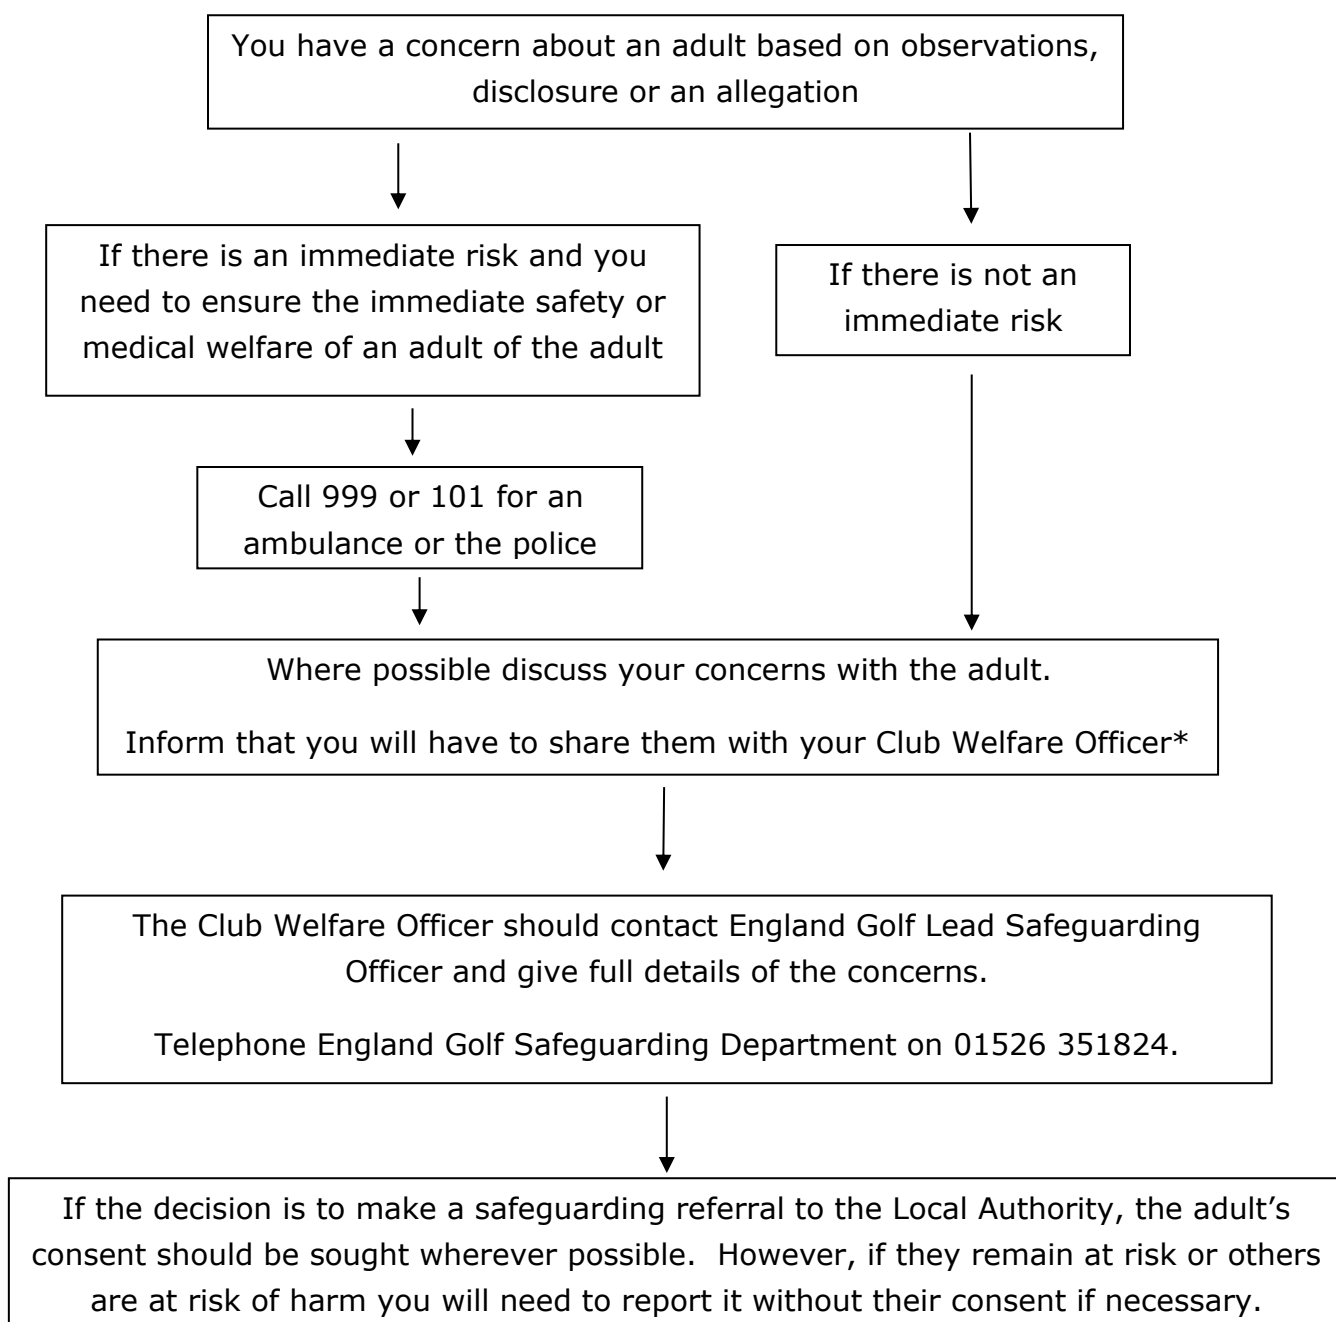 You have a concern about an adult based on observations,
disclosure or an allegation
If there is an immediate risk and you
need to ensure the immediate safety or
medical welfare of an adult of the adult
If there is not an
immediate risk
Call 999 or 101 for an
ambulance or the police
Where possible discuss your concerns with the adult.
Inform that you will have to share them with your Club Welfare Officer*
The Club Welfare Officer should contact England Golf Lead Safeguarding
Officer and give full details of the concerns.
Telephone England Golf Safeguarding Department on 01526 351824.
If the decision is to make a safeguarding referral to the Local Authority, the adult’s
consent should be sought wherever possible.  However, if they remain at risk or others
are at risk of harm you will need to report it without their consent if necessary.